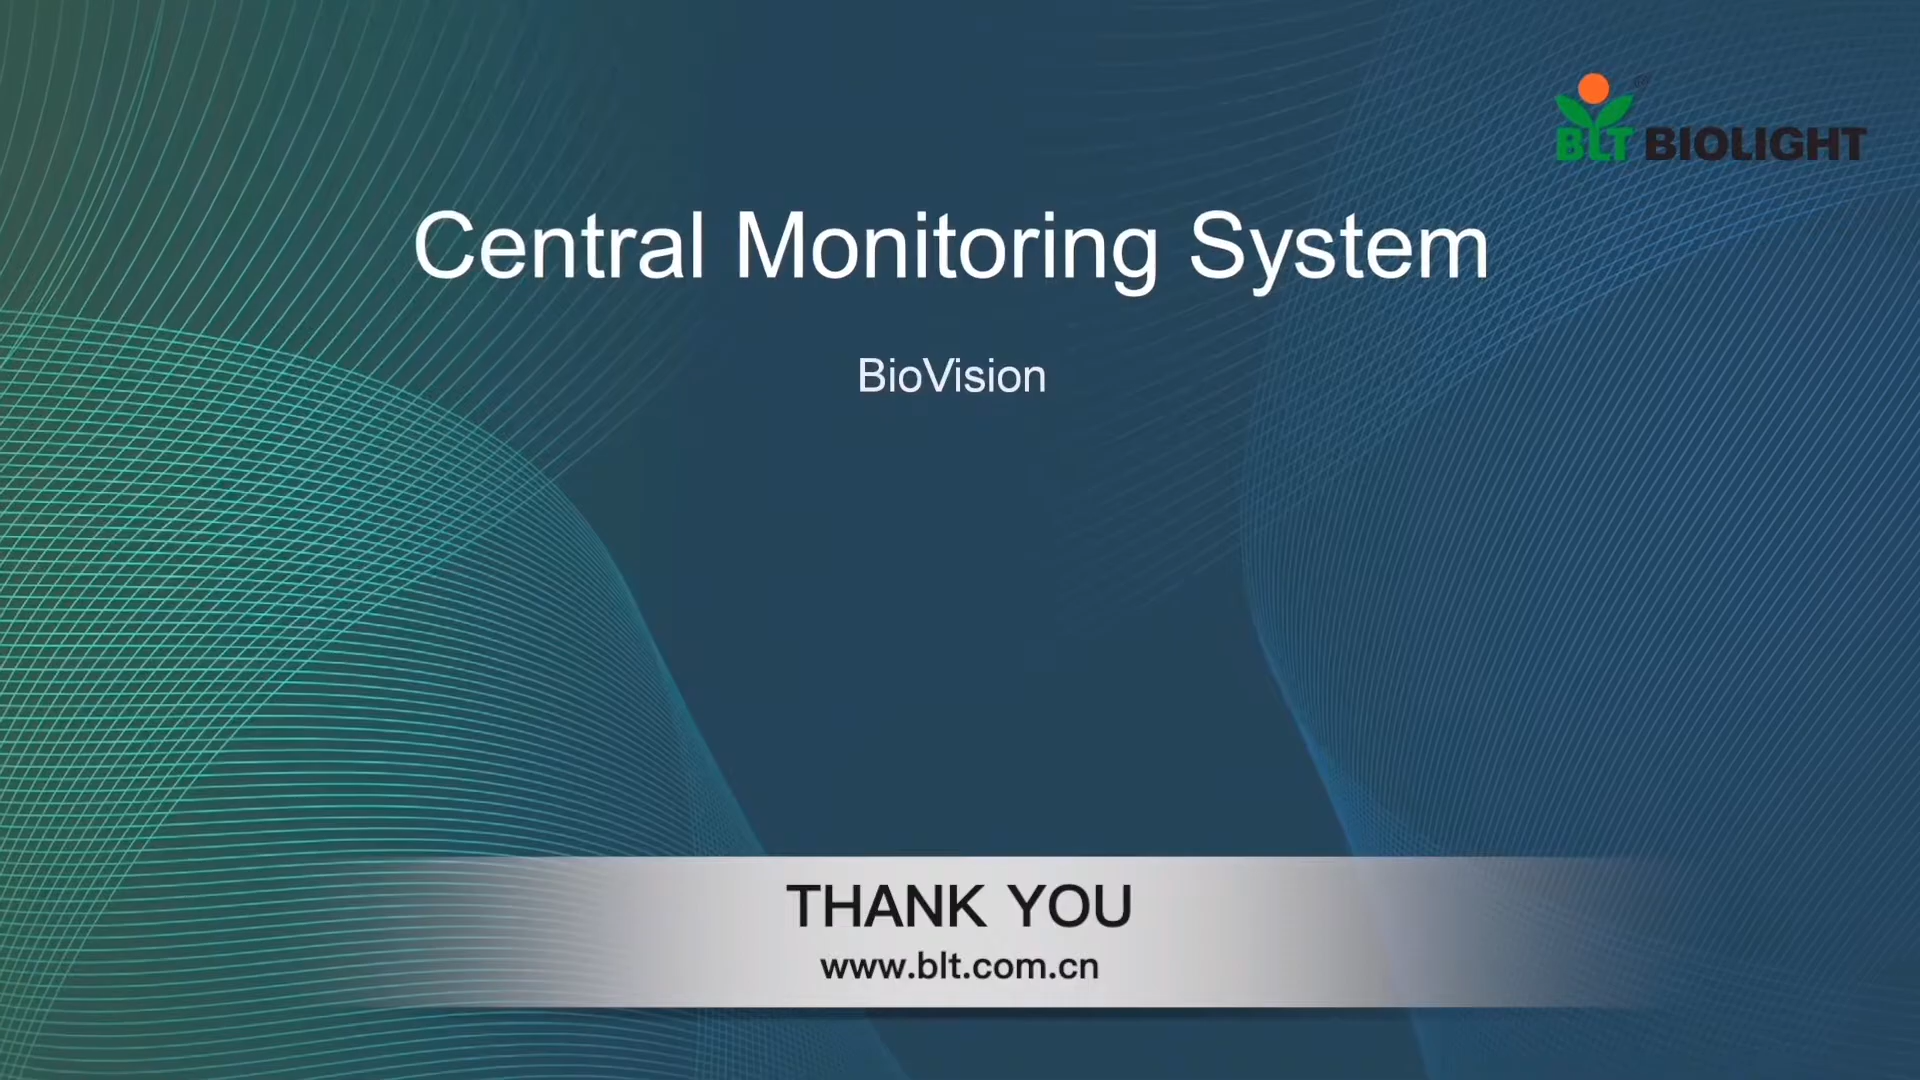 BLT BIOLIGHT
Central Monitoring System
BioVision
THANK YOU
www.blt.com.cn